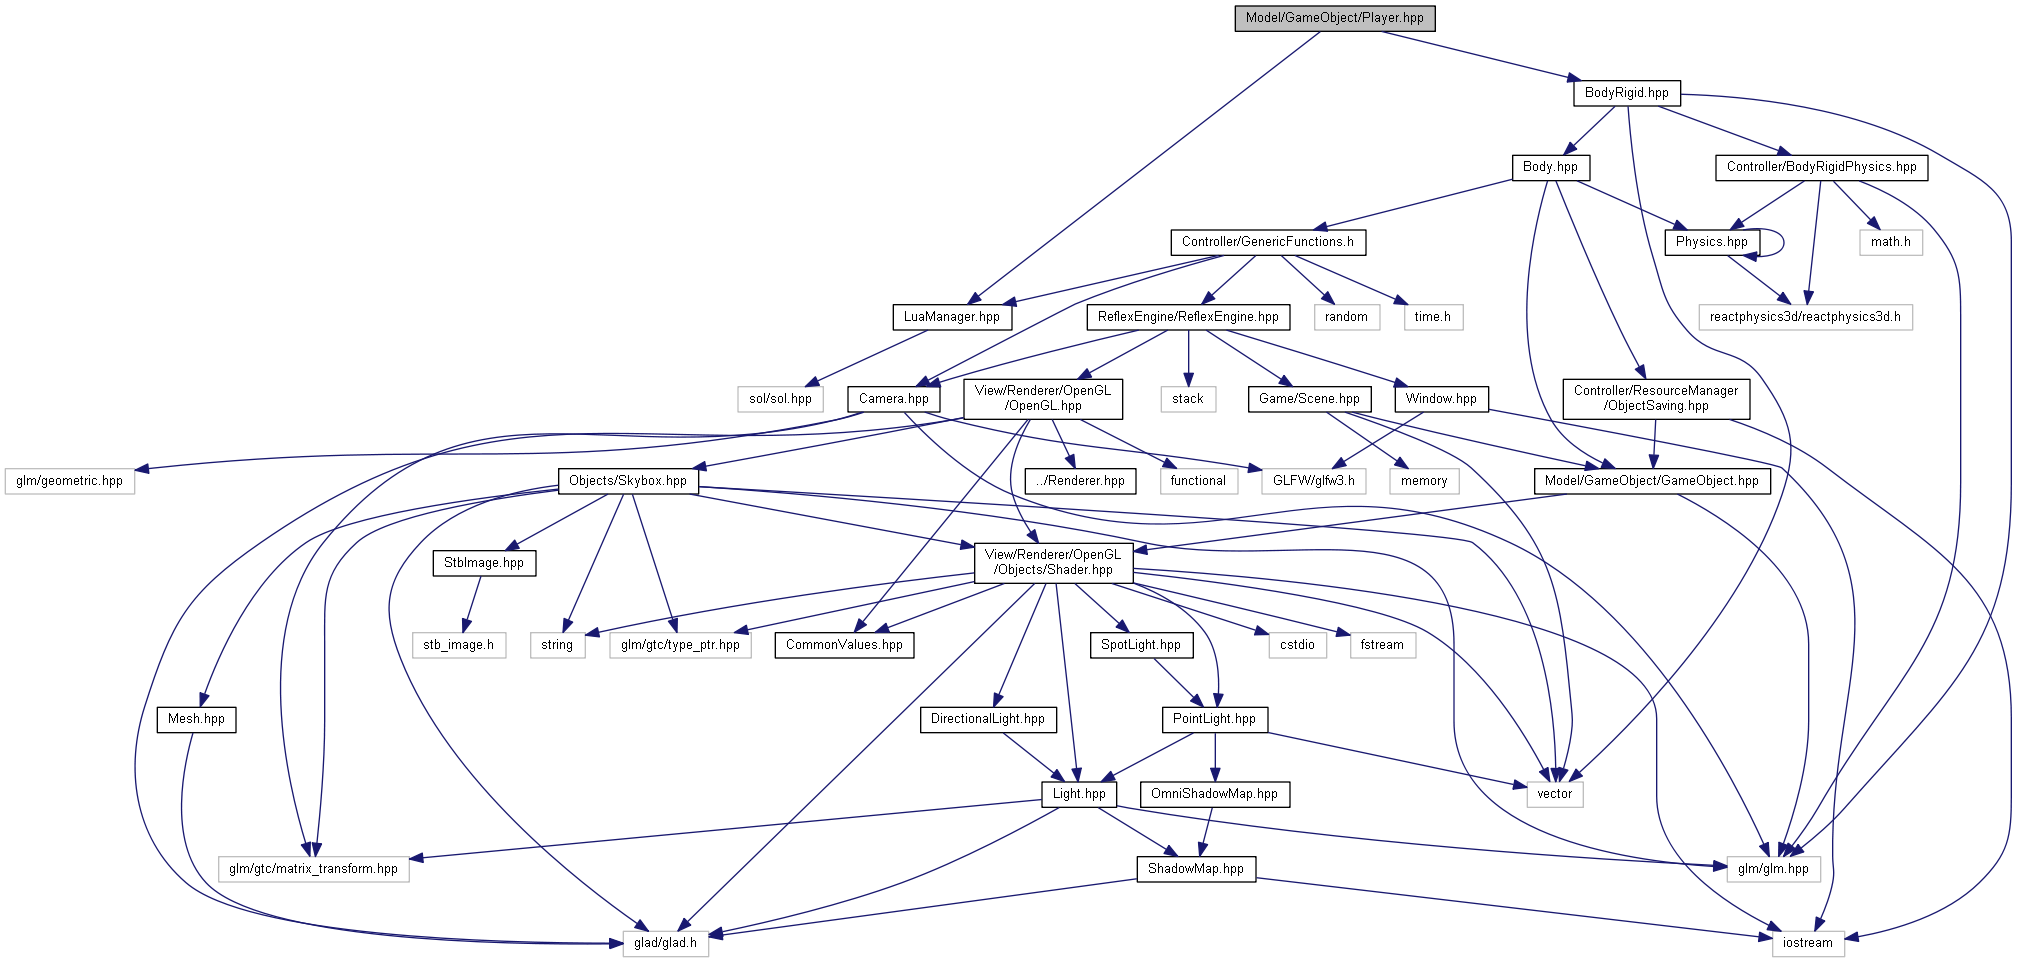 Model/GameObject/Player.hpp
BodyRigid.hpp
Body.hpp
Controller/BodyRigidPhysics.hpp
Controller/GenericFunctions.h
Physics.hpp
math.h
LuaManager.hpp
ReflexEngine/ReflexEngine.hpp
random
time.h
reactphysics3d/reactphysics3d.h
sol/sol.hpp
Camera.hpp
View/Renderer/OpenGL
/OpenGL.hpp
stack
Game/Scene.hpp
Window.hpp
Controller/ResourceManager
/ObjectSaving.hpp
glm/geometric.hpp
Objects/Skybox.hpp
../Renderer.hpp
functional
GLFW/glfw3.h
memory
Model/GameObject/GameObject.hpp
StbImage.hpp
View/Renderer/OpenGL
/Objects/Shader.hpp
stb_image.h
string
glm/gtc/type_ptr.hpp
CommonValues.hpp
SpotLight.hpp
cstdio
fstream
Mesh.hpp
DirectionalLight.hpp
PointLight.hpp
Light.hpp
OmniShadowMap.hpp
vector
glm/gtc/matrix_transform.hpp
ShadowMap.hpp
glm/glm.hpp
glad/glad.h
iostream